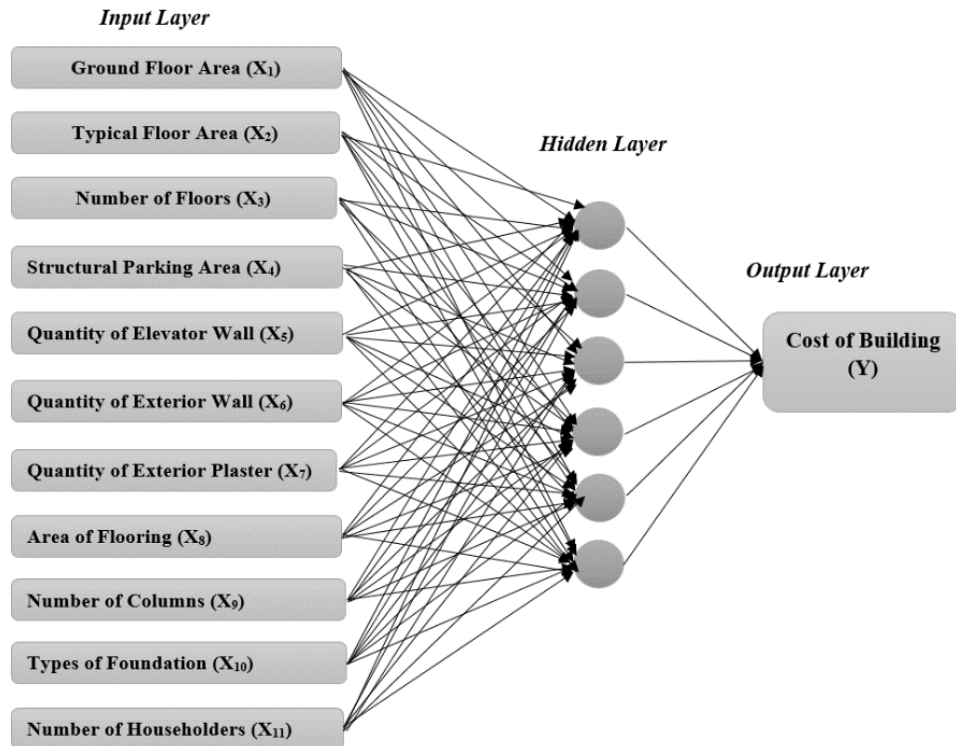 Input Layer
Ground Floor Area (X₁)
Typical Floor Area (X₂)
Number of Floors (X₃)
Structural Parking Area (X₄)
Quantity of Elevator Wall (X₅)
Quantity of Exterior Wall (X₆)
Quantity of Exterior Plaster (X₇)
Area of Flooring (X₈)
Number of Columns (X₉)
Types of Foundation (X₁₀)
Number of Householders (X₁₁)
Hidden Layer
Output Layer
Cost of Building
(Y)